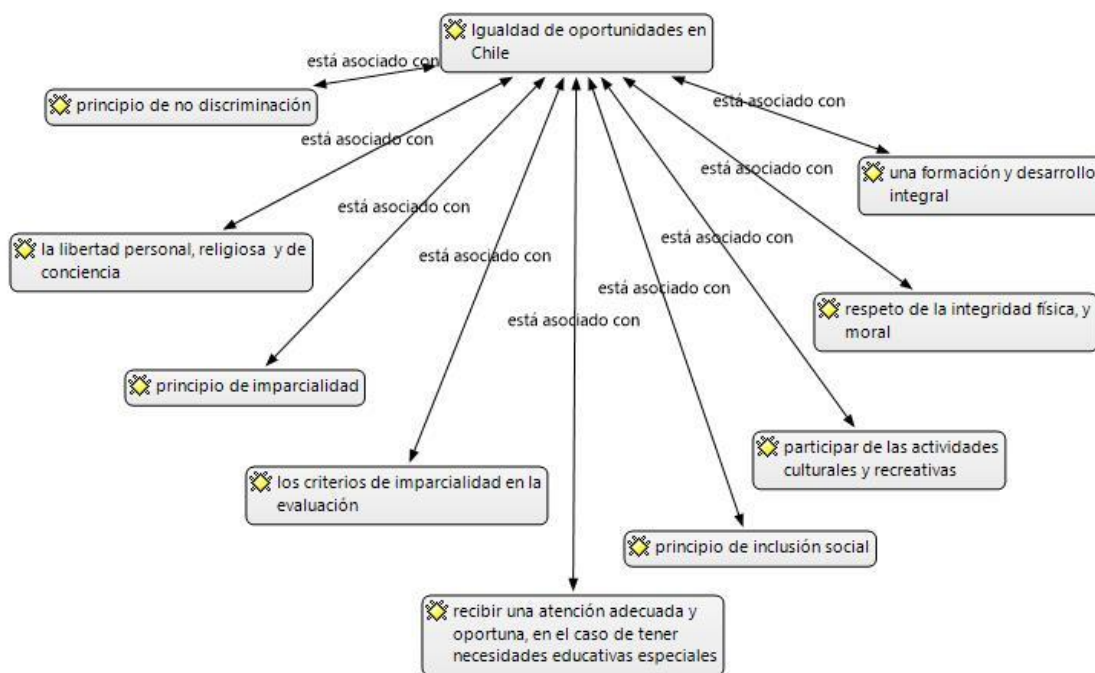 Igualdad de oportunidades en
Chile
está asociado con
principio de no discriminación
está asociado con
está asociado con
una formación y desarrollo
integral
está asociado con
está asociado con
la libertad personal, religiosa y de
conciencia
está asociado con
está asociado con
está asociado con
respeto de la integridad física, y
moral
está asociado con
principio de imparcialidad
participar de las actividades
culturales y recreativas
los criterios de imparcialidad en la
evaluación
principio de inclusión social
recibir una atención adecuada y
oportuna, en el caso de tener
necesidades educativas especiales